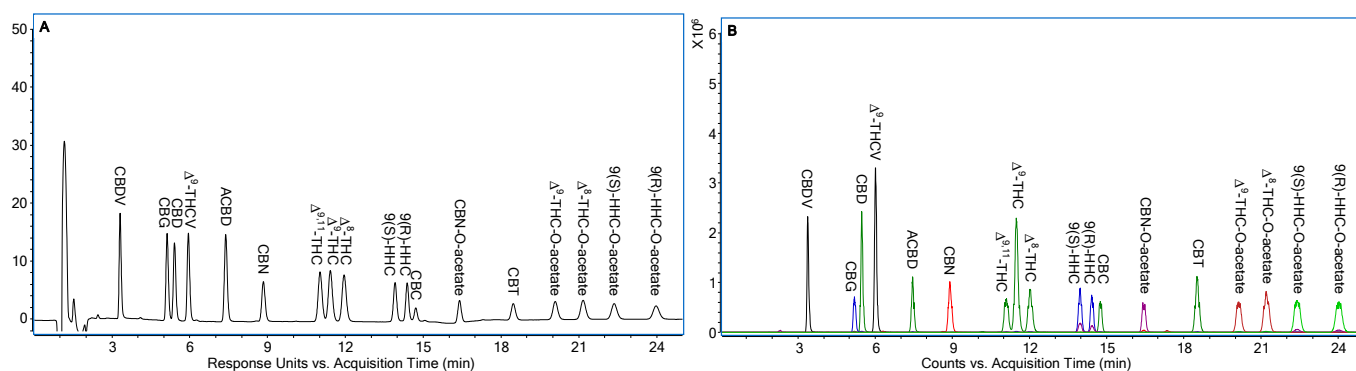 A
50
40
30
20
10
0
CBDV
CBG
CBD
Δ⁹-THCV
ACBD
CBN
Δ⁹,¹¹-THC
Δ⁹-THC
Δ⁸-THC
9(S)-HHC
9(R)-HHC
CBC
CBN-O-acetate
CBT
Δ⁹-THC-O-acetate
Δ⁸-THC-O-acetate
9(S)-HHC-O-acetate
9(R)-HHC-O-acetate
3 6 9 12 15 18 21 24
Response Units vs. Acquisition Time (min)
X10⁶
B
6
5
4
3
2
1
0
CBDV
CBG
CBD
Δ⁹-THCV
ACBD
CBN
Δ⁹,¹¹-THC
Δ⁹-THC
Δ⁸-THC
9(S)-HHC
9(R)-HHC
CBC
CBN-O-acetate
CBT
Δ⁹-THC-O-acetate
Δ⁸-THC-O-acetate
9(S)-HHC-O-acetate
9(R)-HHC-O-acetate
3 6 9 12 15 18 21 24
Counts vs. Acquisition Time (min)